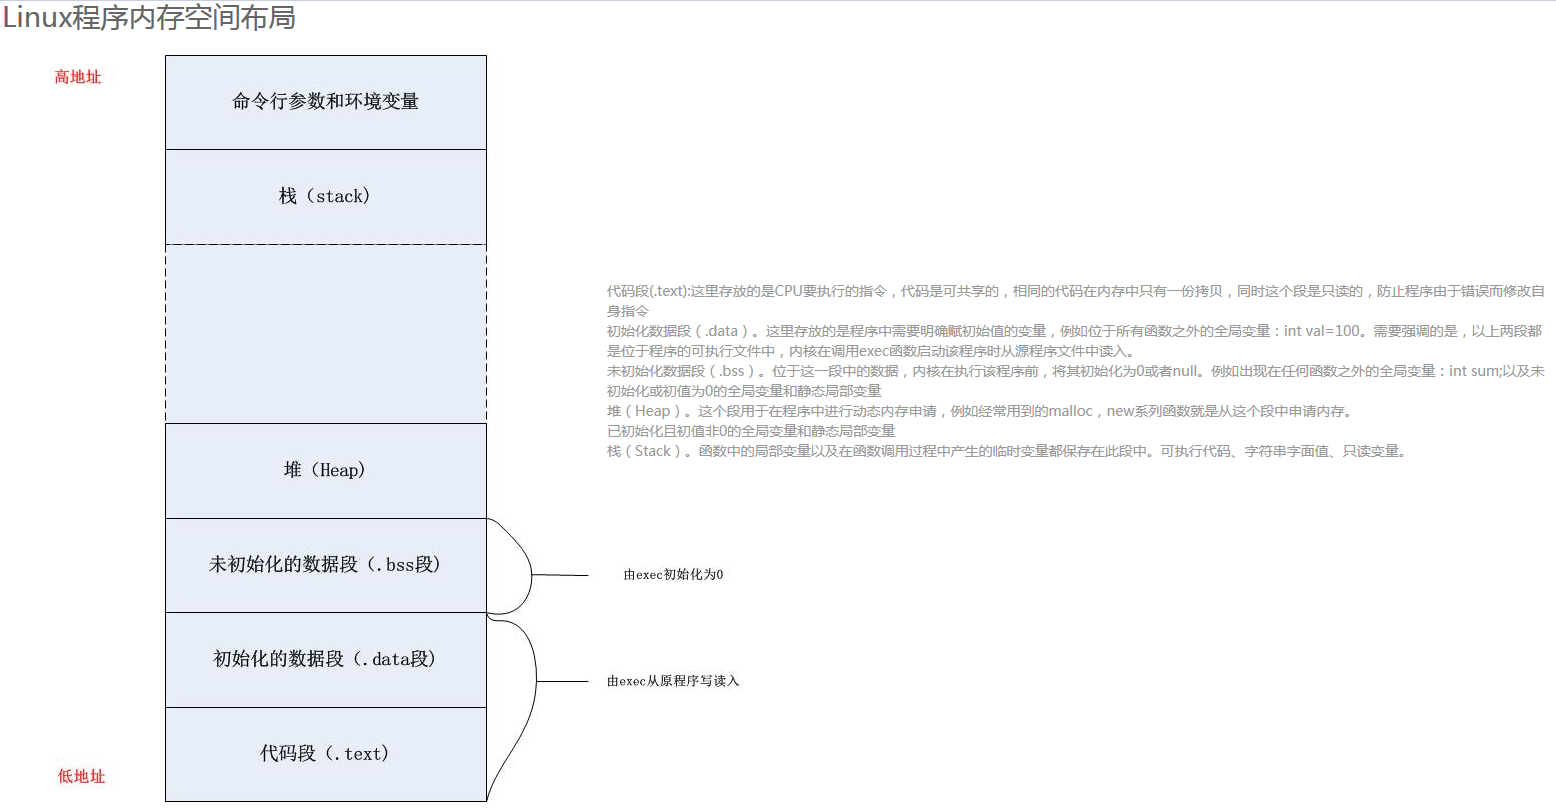 Linux程序内存空间布局
高地址
命令行参数和环境变量
栈（stack）
代码段(.text):这里存放的是CPU要执行的指令，代码是可共享的，相同的代码在内存中只有一份拷贝，同时这个段是只读的，防止程序由于错误而修改自
身指令
初始化数据段（.data）。这里存放的是程序中需要明确赋初始值的变量，例如位于所有函数之外的全局变量：int val=100。需要强调的是，以上两段都
是位于程序的可执行文件中，内核在调用exec函数启动该程序时从源程序文件中读入。
未初始化数据段（.bss）。位于这一段中的数据，内核在执行该程序前，将其初始化为0或者null。例如出现在任何函数之外的全局变量：int sum;以及未
初始化或初值为0的全局变量和静态局部变量
堆（Heap）。这个段用于在程序中进行动态内存申请，例如经常用到的malloc，new系列函数就是从这个段中申请内存。
已初始化且初值非0的全局变量和静态局部变量
栈（Stack）。函数中的局部变量以及在函数调用过程中产生的临时变量都保存在此段中。可执行代码、字符串字面值、只读变量。
堆（Heap）
未初始化的数据段（.bss段）
由exec初始化为0
初始化的数据段（.data段）
由exec从原程序写读入
代码段（.text）
低地址